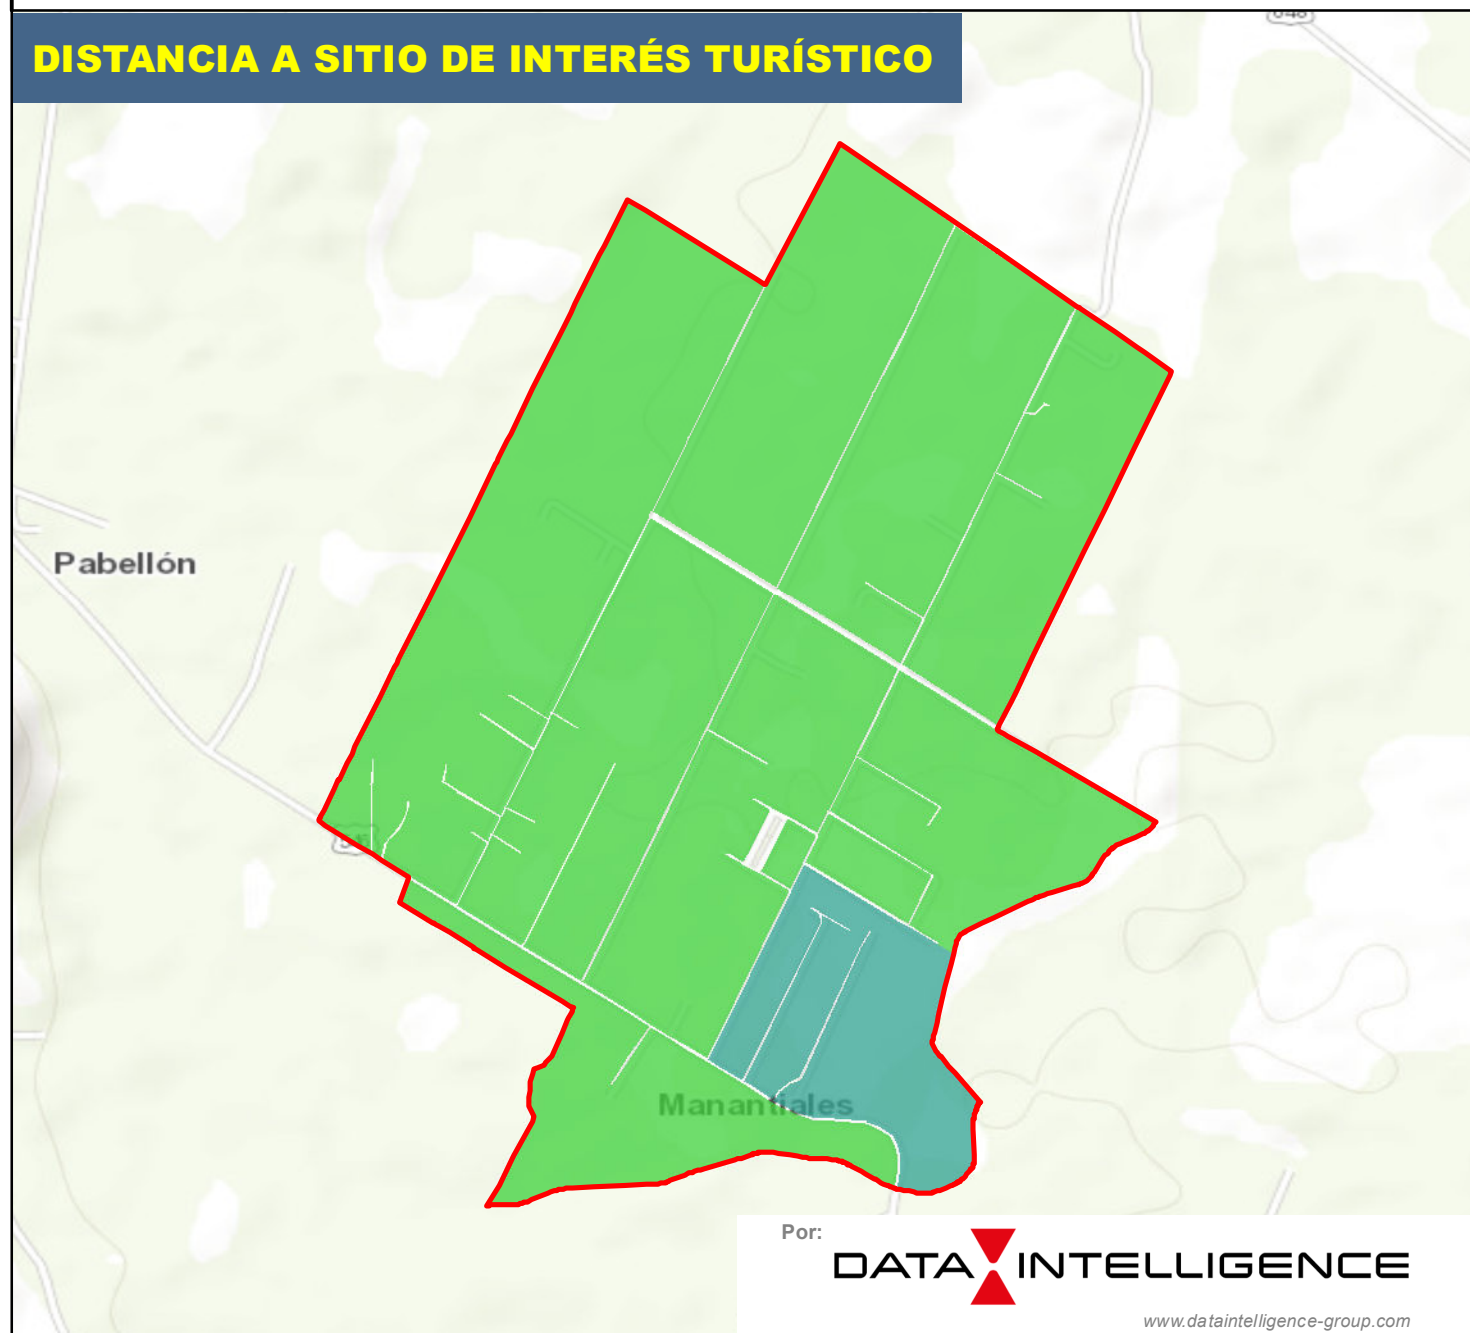 DISTANCIA A SITIO DE INTERÉS TURÍSTICO
Pabellón
Manantiales
Por:
DATA INTELLIGENCE
www.dataintelligence-group.com